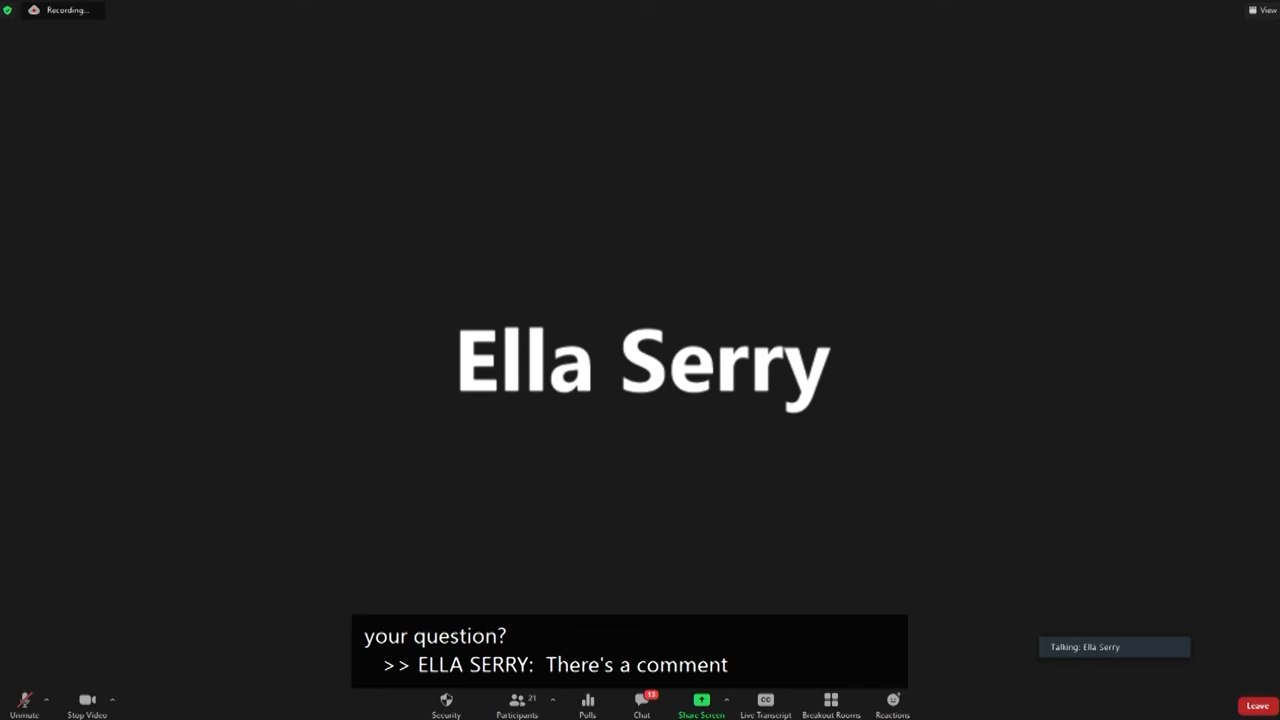 Recording...
View
Ella Serry
your question?
>> ELLA SERRY: There's a comment
Talking: Ella Serry
21
13
Unmute
Stop Video
Security
Participants
Polls
Chat
Share Screen
CC
Live Transcript
Breakout Rooms
Reactions
Leave